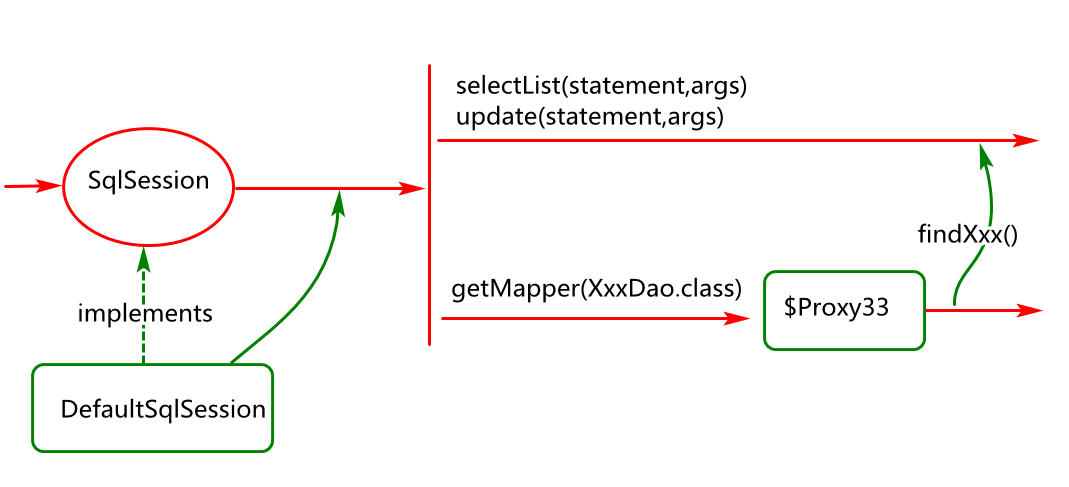 selectList(statement,args)
update(statement,args)
SqlSession
findXxx()
getMapper(XxxDao.class)
$Proxy33
implements
DefaultSqlSession